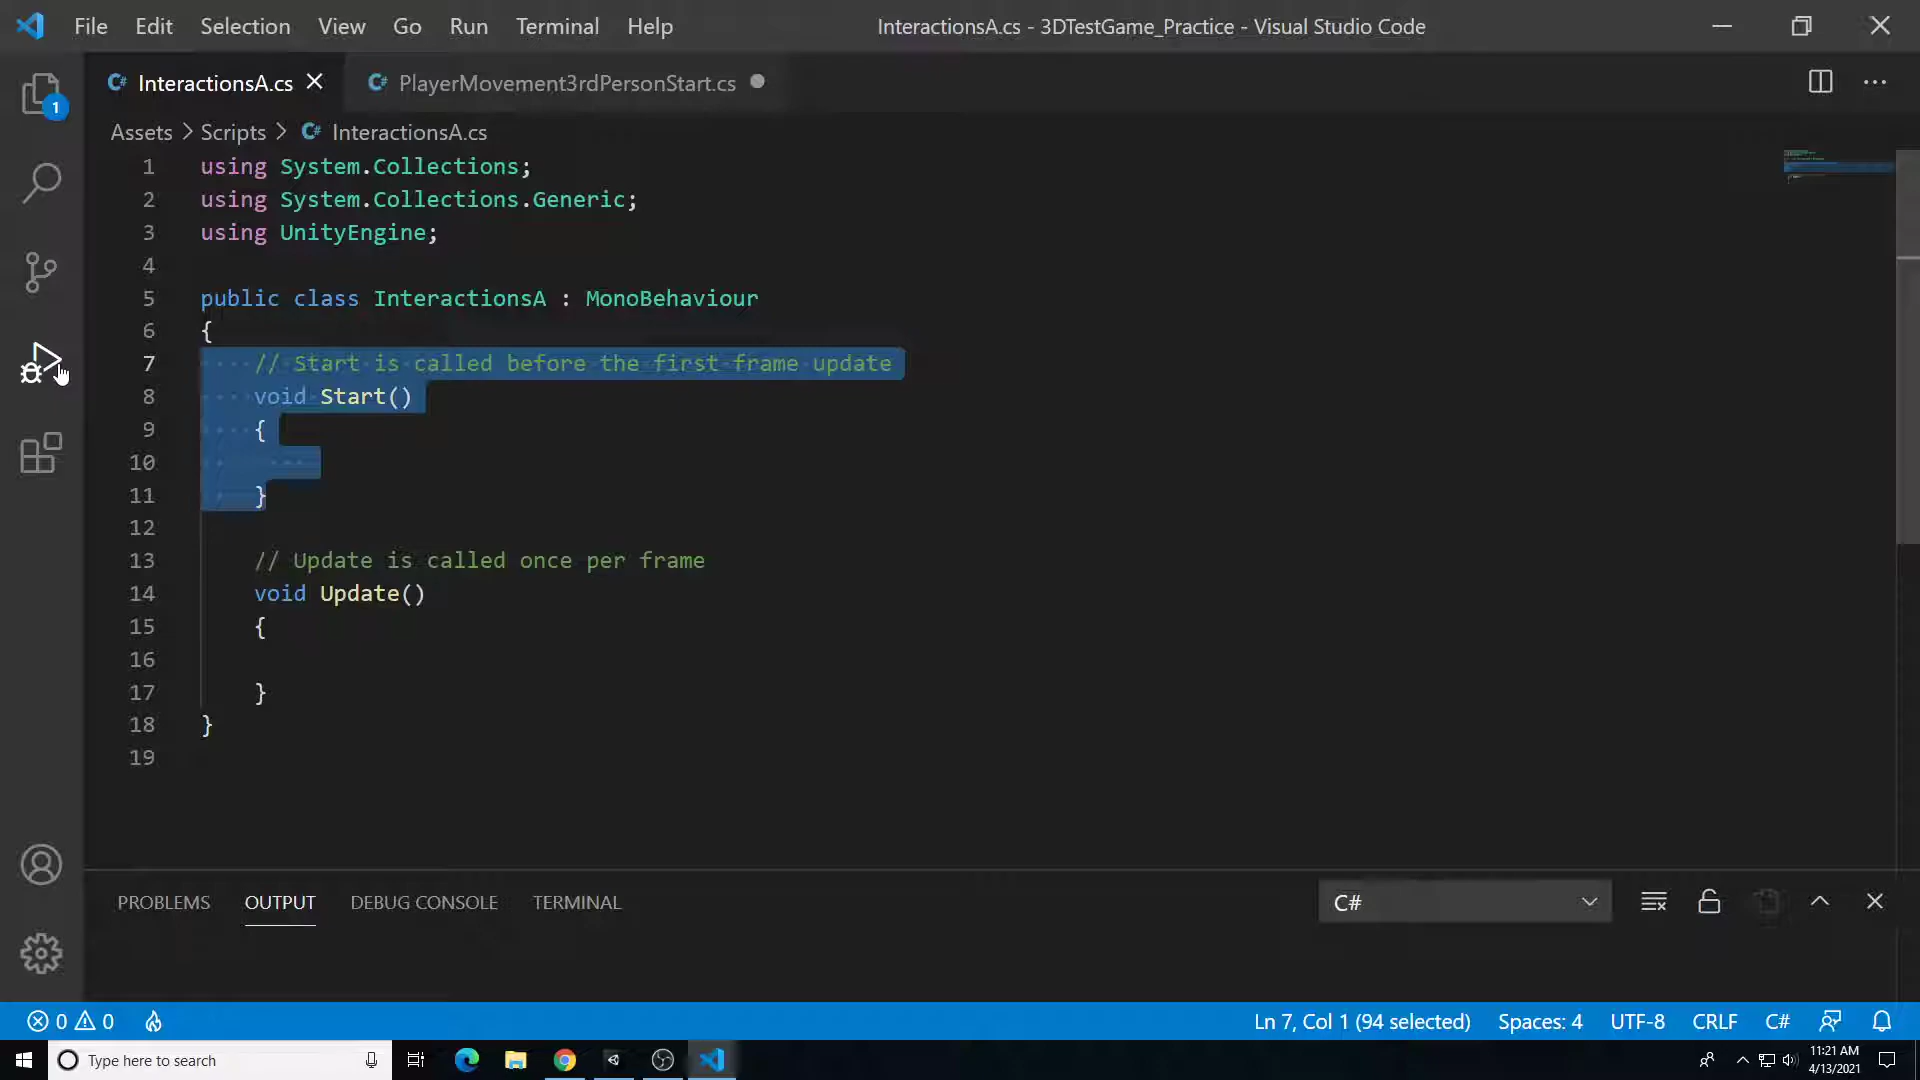 File Edit Selection View Go Run Terminal Help InteractionsA.cs - 3DTestGame_Practice - Visual Studio Code
C# InteractionsA.cs C# PlayerMovement3rdPersonStart.cs
1
Assets > Scripts > C# InteractionsA.cs
1 using System.Collections;
2 using System.Collections.Generic;
3 using UnityEngine;
4
5 public class InteractionsA : MonoBehaviour
6 {
7 // Start is called before the first frame update
8 void Start()
9 {
10
11 }
12
13 // Update is called once per frame
14 void Update()
15 {
16
17 }
18 }
19
PROBLEMS OUTPUT DEBUG CONSOLE TERMINAL C#
0 0 Ln 7, Col 1 (94 selected) Spaces: 4 UTF-8 CRLF C#
Type here to search 11:21 AM
4/13/2021